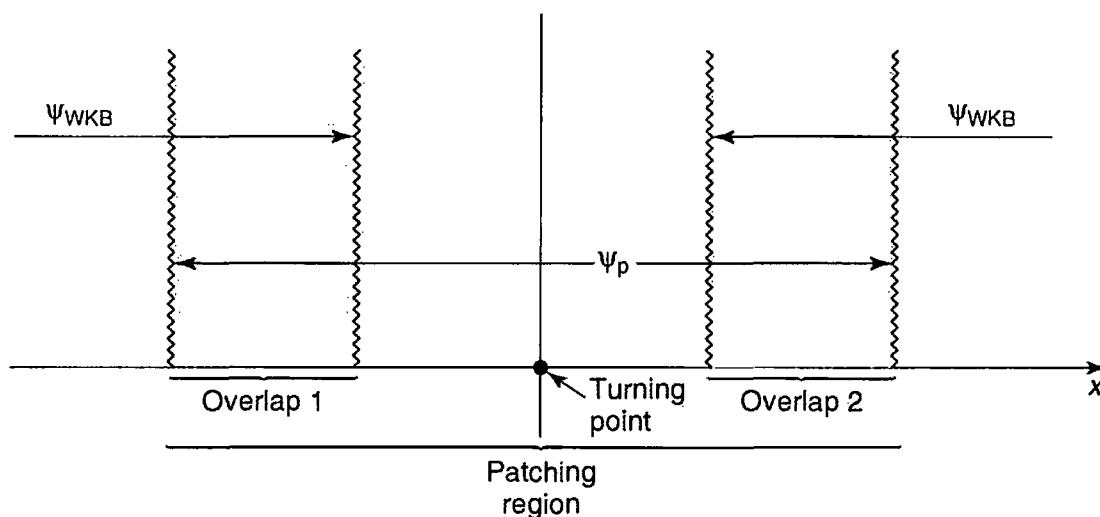 ψWKB
ψWKB
ψp
x
Overlap 1
Turning
point
Overlap 2
Patching
region